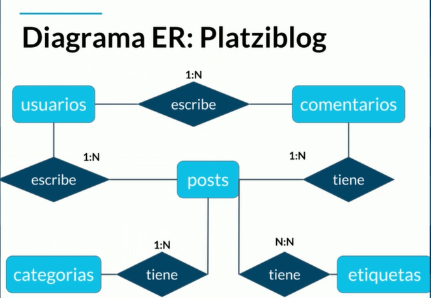 Diagrama ER: Platziblog
1:N
usuarios
escribe
comentarios
1:N
1:N
escribe
posts
tiene
1:N
N:N
categorias
tiene
tiene
etiquetas